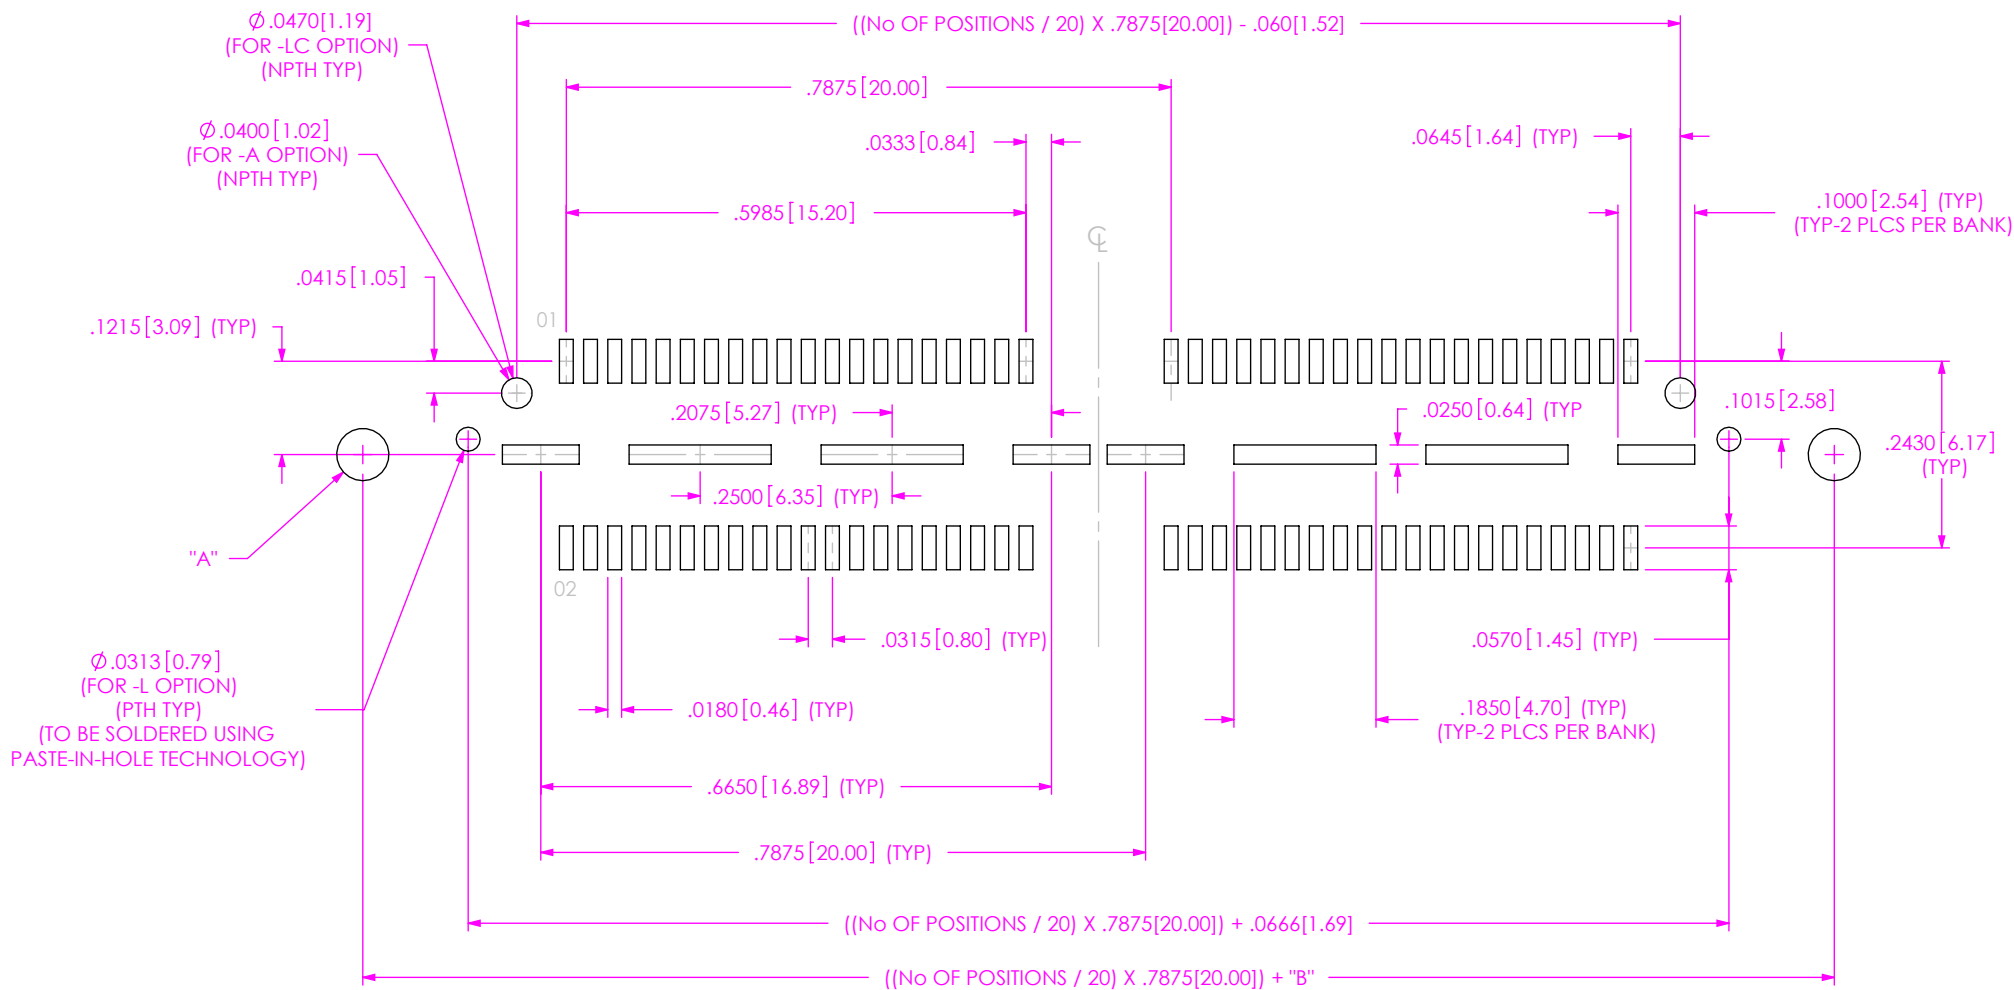 Ø.0470[1.19]
(FOR -LC OPTION)
(NPTH TYP)
((No OF POSITIONS / 20) X .7875[20.00]) - .060[1.52]
.7875[20.00]
Ø.0400[1.02]
(FOR -A OPTION)
(NPTH TYP)
.0333[0.84]
.0645[1.64] (TYP)
.5985[15.20]
.1000[2.54] (TYP)
(TYP-2 PLCS PER BANK)
℄
.0415[1.05]
.1215[3.09] (TYP)
01
.2075[5.27] (TYP)
.0250[0.64] (TYP
.1015[2.58]
.2430[6.17]
(TYP)
.2500[6.35] (TYP)
"A"
02
.0315[0.80] (TYP)
.0570[1.45] (TYP)
Ø.0313[0.79]
(FOR -L OPTION)
(PTH TYP)
(TO BE SOLDERED USING
PASTE-IN-HOLE TECHNOLOGY)
.0180[0.46] (TYP)
.1850[4.70] (TYP)
(TYP-2 PLCS PER BANK)
.6650[16.89] (TYP)
.7875[20.00] (TYP)
((No OF POSITIONS / 20) X .7875[20.00]) + .0666[1.69]
((No OF POSITIONS / 20) X .7875[20.00]) + "B"